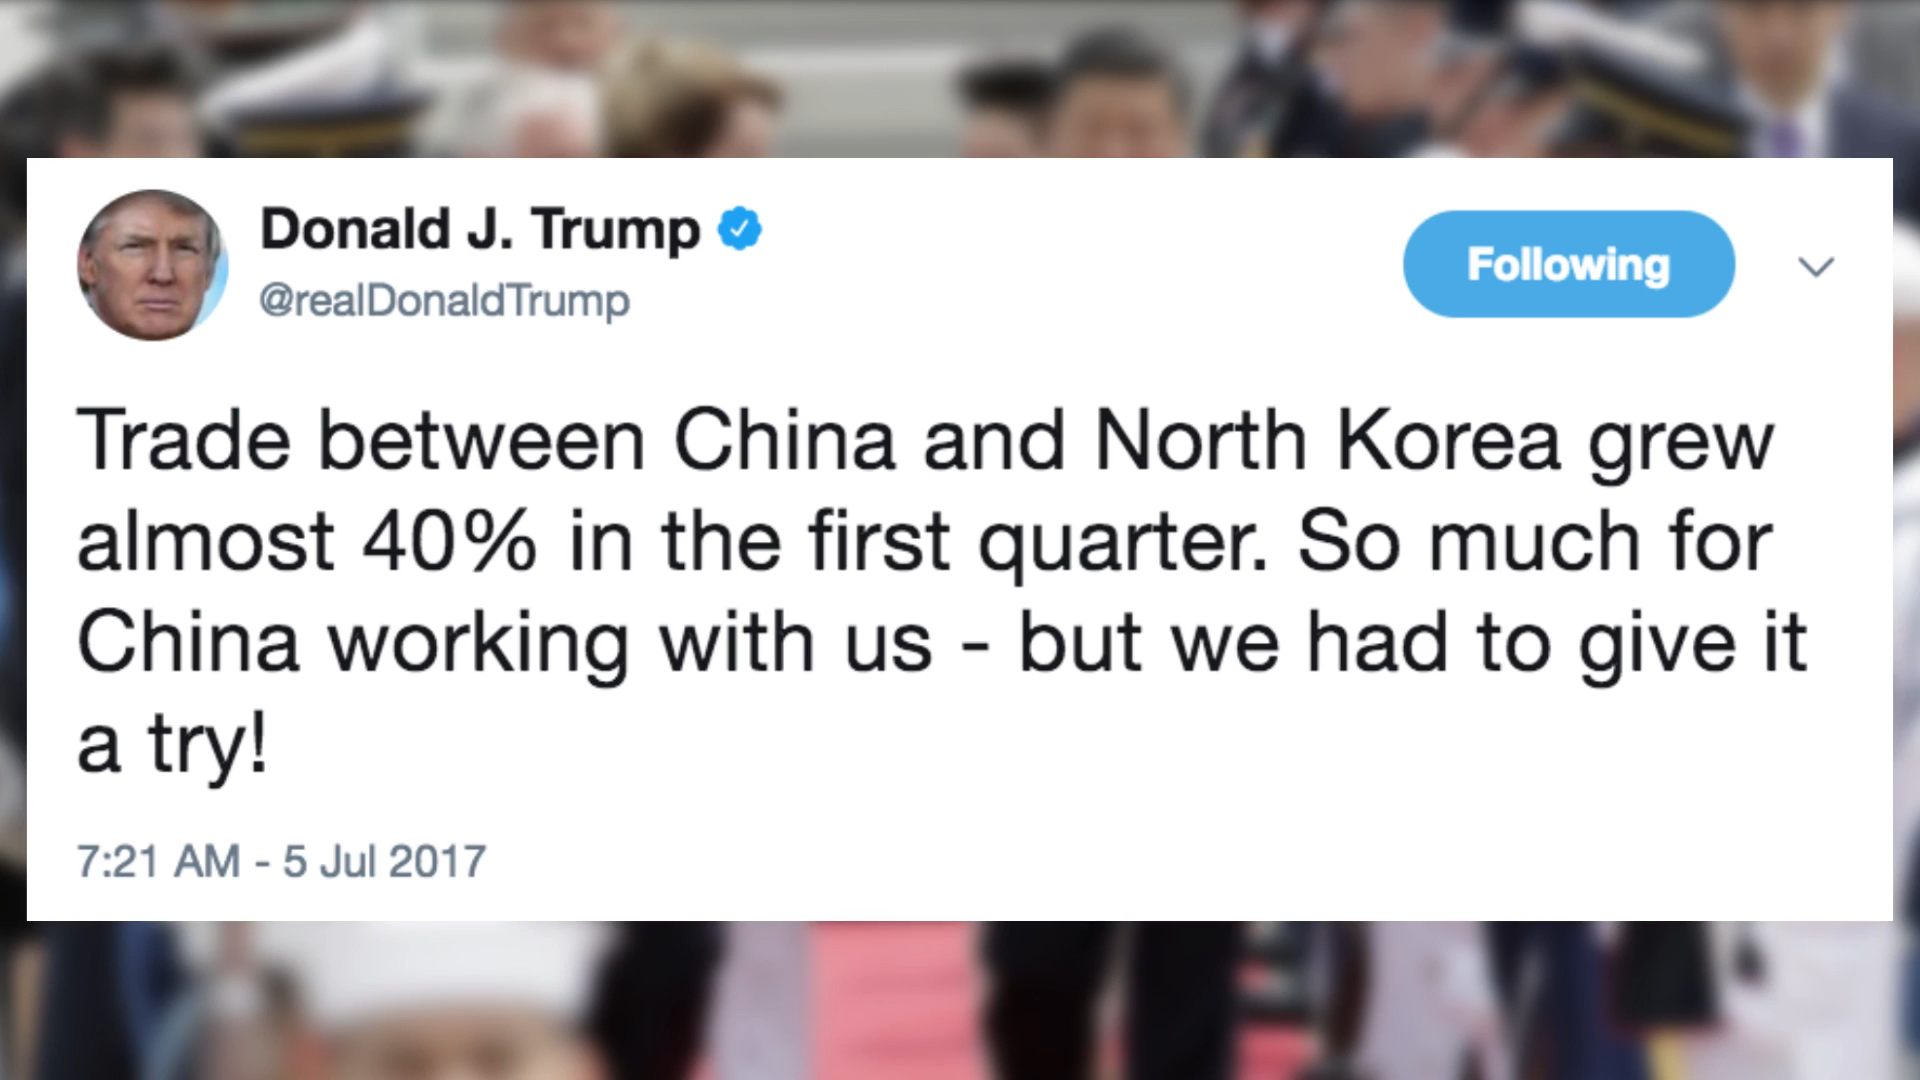 Donald J. Trump
@realDonaldTrump
Following
Trade between China and North Korea grew
almost 40% in the first quarter. So much for
China working with us - but we had to give it
a try!
7:21 AM - 5 Jul 2017